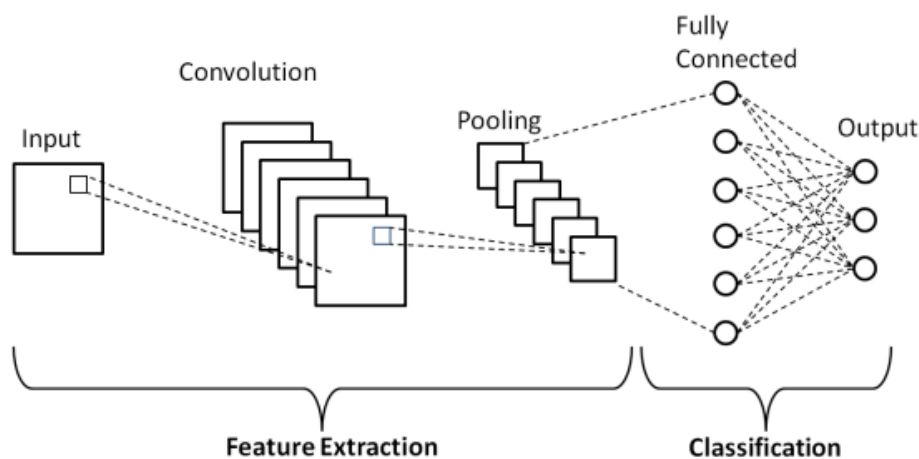 Input
Convolution
Pooling
Fully
Connected
Output
Feature Extraction
Classification